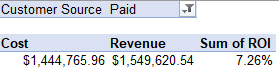 Customer Source Paid
Cost Revenue Sum of ROI
$1,444,765.96 $1,549,620.54 7.26%